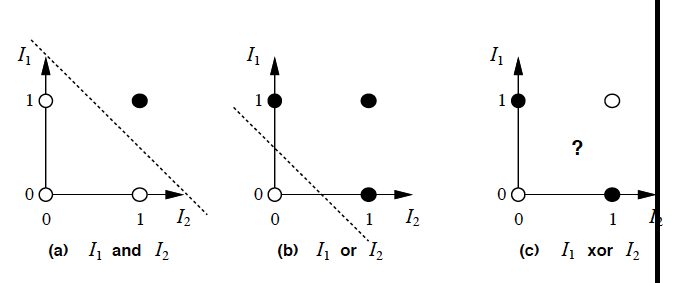 I₁ I₁ I₁
1 1 1
?
0 0 0
0 1 I₂ 0 1 I₂ 0 1 I₂
(a) I₁ and I₂ (b) I₁ or I₂ (c) I₁ xor I₂